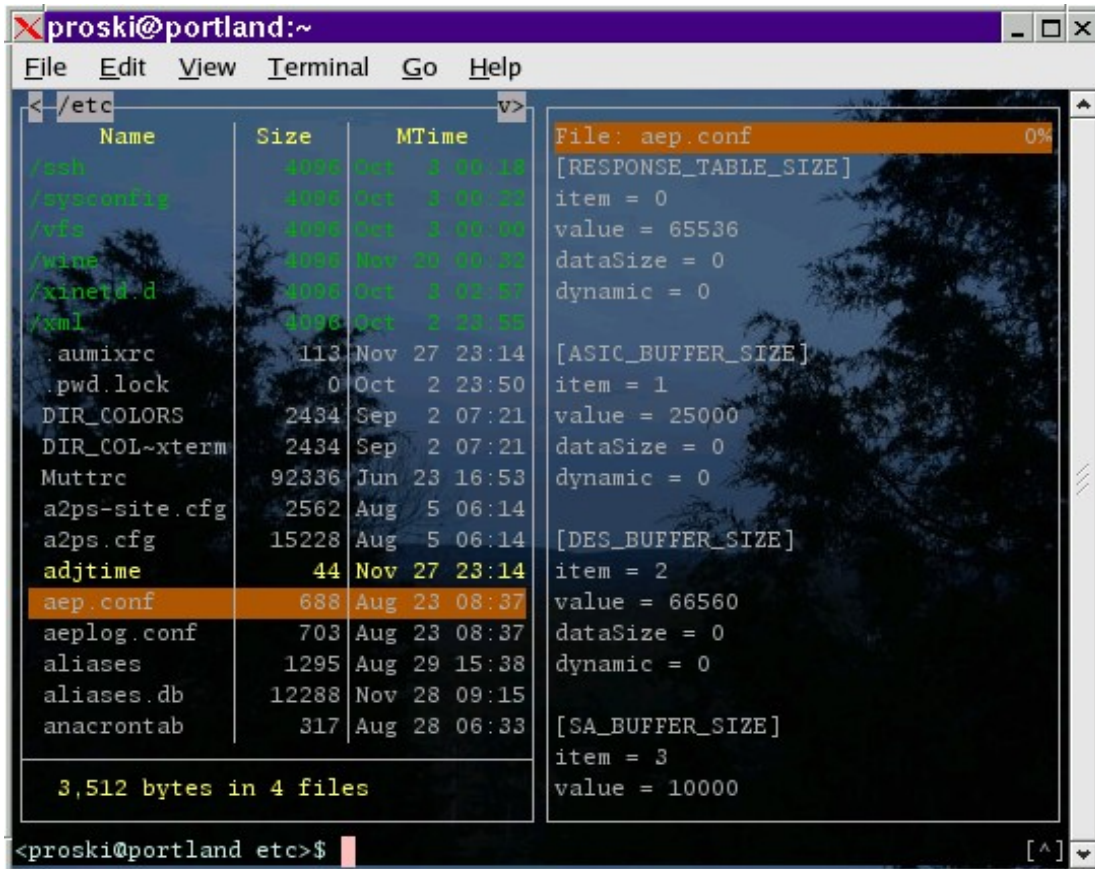 proski@portland:~
File Edit View Terminal Go Help
< /etc v>
Name Size MTime
/ssh 4096 Oct 3 00:18
/sysconfig 4096 Oct 3 00:22
/vfs 4096 Oct 3 00:00
/wine 4096 Nov 20 00:32
/xinetd.d 4096 Oct 3 02:57
/xml 4096 Oct 2 23:55
.aumixrc 113 Nov 27 23:14
.pwd.lock 0 Oct 2 23:50
DIR_COLORS 2434 Sep 2 07:21
DIR_COL~xterm 2434 Sep 2 07:21
Muttrc 92336 Jun 23 16:53
a2ps-site.cfg 2562 Aug 5 06:14
a2ps.cfg 15228 Aug 5 06:14
adjtime 44 Nov 27 23:14
aep.conf 688 Aug 23 08:37
aeplog.conf 703 Aug 23 08:37
aliases 1295 Aug 29 15:38
aliases.db 12288 Nov 28 09:15
anacrontab 317 Aug 28 06:33
3,512 bytes in 4 files
File: aep.conf 0%
[RESPONSE_TABLE_SIZE]
item = 0
value = 65536
dataSize = 0
dynamic = 0
[ASIC_BUFFER_SIZE]
item = 1
value = 25000
dataSize = 0
dynamic = 0
[DES_BUFFER_SIZE]
item = 2
value = 66560
dataSize = 0
dynamic = 0
[SA_BUFFER_SIZE]
item = 3
value = 10000
<proski@portland etc>$ [^]